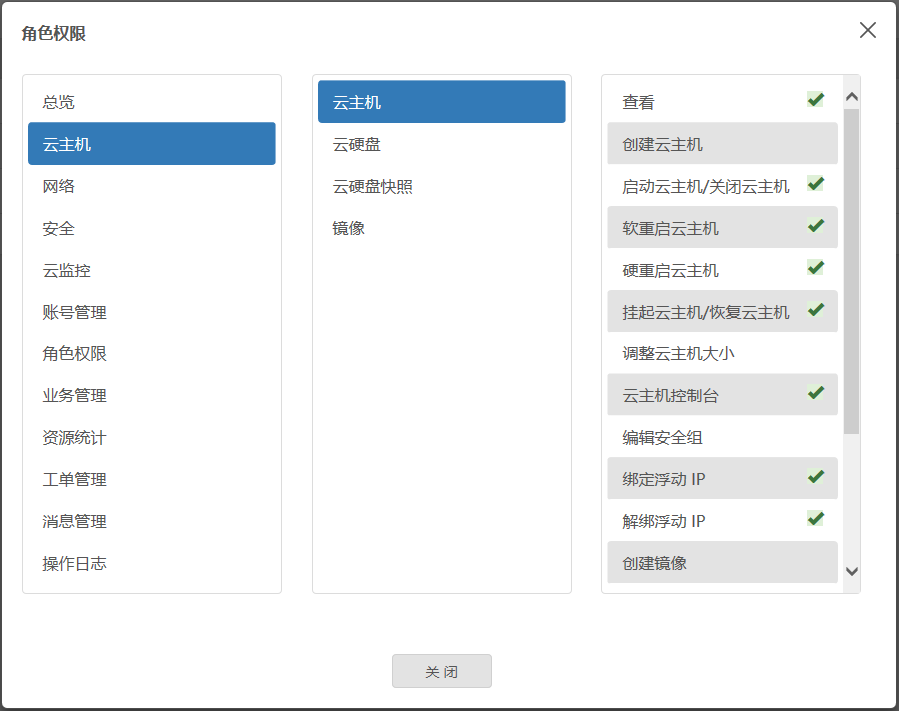 角色权限
总览
云主机
网络
安全
云监控
账号管理
角色权限
业务管理
资源统计
工单管理
消息管理
操作日志
云主机
云硬盘
云硬盘快照
镜像
查看
创建云主机
启动云主机/关闭云主机
软重启云主机
硬重启云主机
挂起云主机/恢复云主机
调整云主机大小
云主机控制台
编辑安全组
绑定浮动 IP
解绑浮动 IP
创建镜像
关 闭